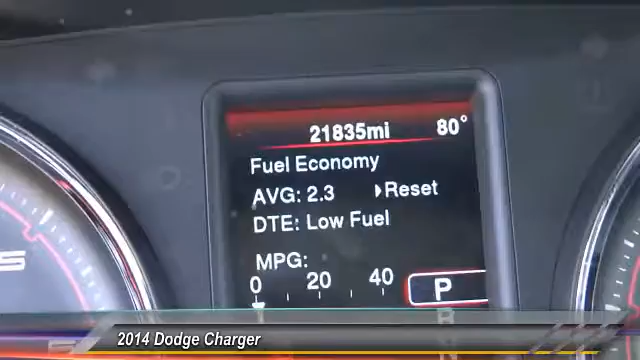 21835mi 80°
Fuel Economy
AVG: 2.3 Reset
DTE: Low Fuel
MPG:
0 20 40
P
R
2014 Dodge Charger